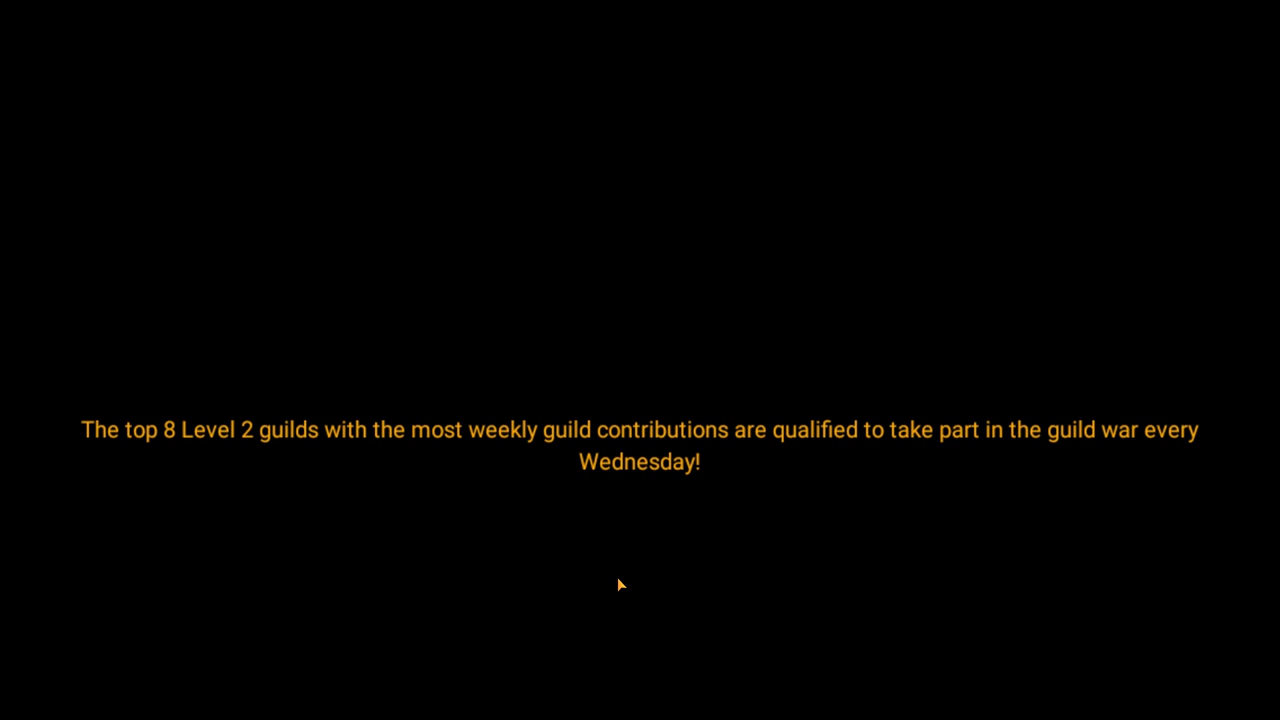 The top 8 Level 2 guilds with the most weekly guild contributions are qualified to take part in the guild war every
Wednesday!